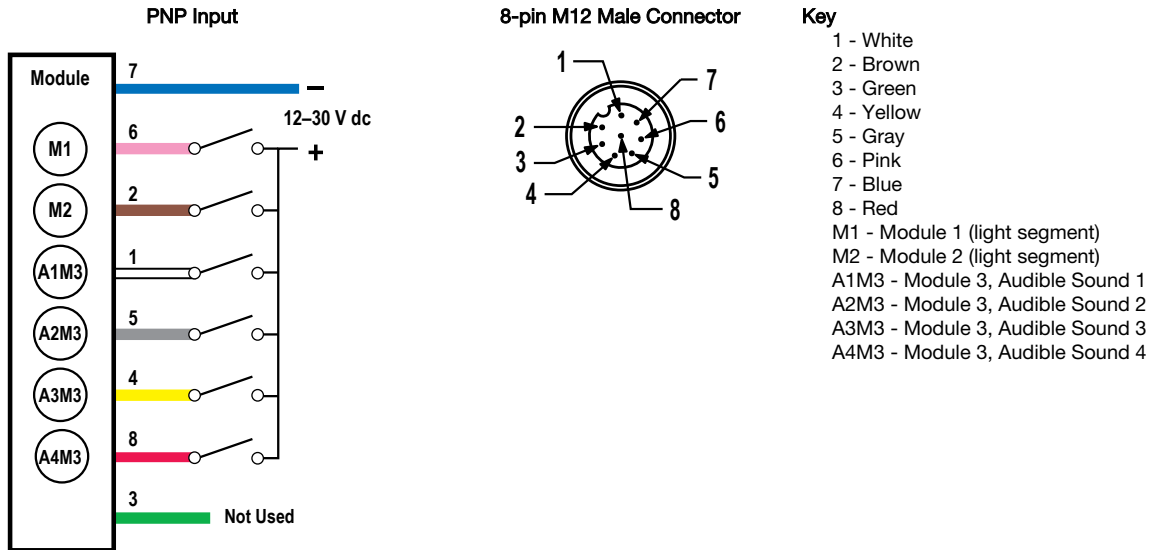 PNP Input
Module
7
–
12–30 V dc
+
M1
6
M2
2
A1M3
1
A2M3
5
A3M3
4
A4M3
8
3
Not Used
8-pin M12 Male Connector
1
2
3
4
7
6
5
8
Key
1 - White
2 - Brown
3 - Green
4 - Yellow
5 - Gray
6 - Pink
7 - Blue
8 - Red
M1 - Module 1 (light segment)
M2 - Module 2 (light segment)
A1M3 - Module 3, Audible Sound 1
A2M3 - Module 3, Audible Sound 2
A3M3 - Module 3, Audible Sound 3
A4M3 - Module 3, Audible Sound 4